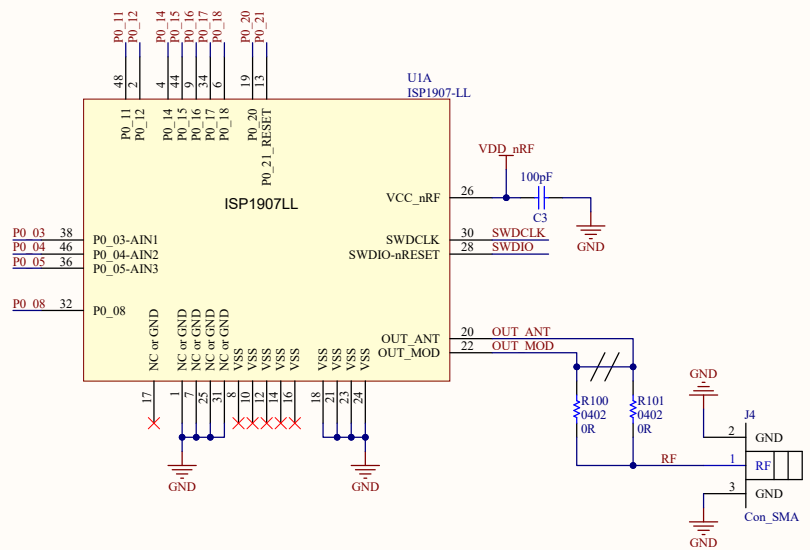 P0_11
P0_12
P0_14
P0_15
P0_16
P0_17
P0_18
P0_20
P0_21
48
2
4
44
9
34
6
19
13
U1A
ISP1907-LL
P0_11
P0_12
P0_14
P0_15
P0_16
P0_17
P0_18
P0_20
P0_21_RESET
ISP1907LL
VDD_nRF
100pF
C3
GND
VCC_nRF 26
P0_03 38 P0_03-AIN1
P0_04 46 P0_04-AIN2
P0_05 36 P0_05-AIN3
P0_08 32 P0_08
SWDCLK 30 SWDCLK
SWDIO-nRESET 28 SWDIO
OUT_ANT 20 OUT_ANT
OUT_MOD 22 OUT_MOD
NC or GND
NC or GND
NC or GND
NC or GND
NC or GND
VSS
VSS
VSS
VSS
VSS
VSS
VSS
VSS
VSS
17
1
7
25
31
8
10
12
14
16
18
21
23
24
GND
GND
R100
0402
0R
R101
0402
0R
RF
GND
J4
2 GND
1 RF
3 GND
Con_SMA
GND